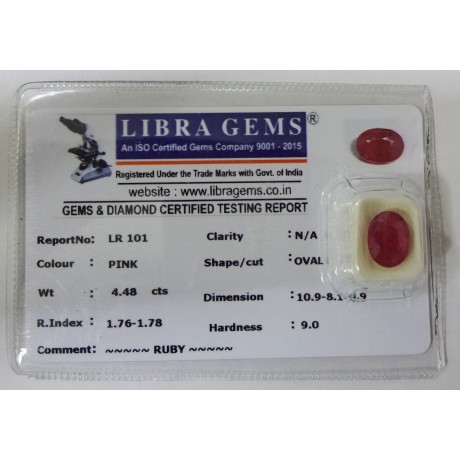 LIBRA GEMS®
An ISO Certified Gems Company 9001 - 2015
Registered Under the Trade Marks with Govt. of India
website : www.libragems.co.in
GEMS & DIAMOND CERTIFIED TESTING REPORT
ReportNo: LR 101 Clarity : N/A
Colour : PINK Shape/cut : OVAL
Wt : 4.48 cts Dimension : 10.9-8.1-4.9
R.Index : 1.76-1.78 Hardness : 9.0
Comment: ~~~~~ RUBY ~~~~~